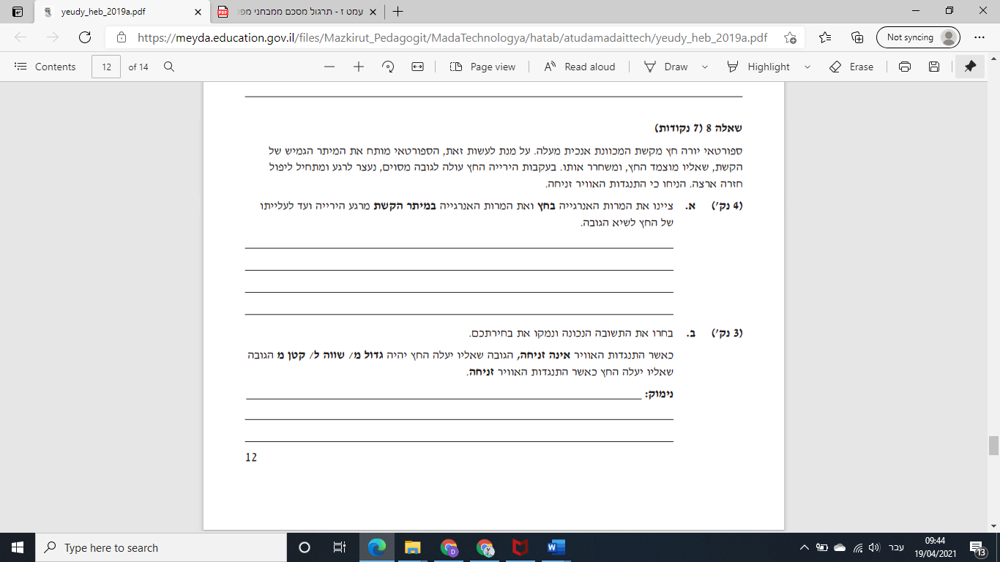 yeudy_heb_2019a.pdf
עמט ז - תרגול מסכם ממבחני מפ
https://meyda.education.gov.il/files/Mazkirut_Pedagogit/MadaTechnologya/hatab/atudamadaittech/yeudy_heb_2019a.pdf
Not syncing
Contents
12 of 14
Page view
Read aloud
Draw
Highlight
Erase
שאלה 8 (7 נקודות)
ספורטאי יורה חץ מקשת המכוונת אנכית מעלה. על מנת לעשות זאת, הספורטאי מותח את המיתר הגמיש של
הקשת, שאליו מוצמד החץ, ומשחרר אותו. בעקבות הירייה החץ עולה לגובה מסוים, נעצר לרגע ומתחיל ליפול
חזרה ארצה. הניחו כי התנגדות האוויר זניחה.
(4 נק') א. ציינו את המרות האנרגייה בחץ ואת המרות האנרגייה במיתר הקשת מרגע הירייה ועד לעלייתו
של החץ לשיא הגובה.
(3 נק') ב. בחרו את התשובה הנכונה ונמקו את בחירתכם.
כאשר התנגדות האוויר אינה זניחה, הגובה שאליו יעלה החץ יהיה גדול מ/ שווה ל/ קטן מ הגובה
שאליו יעלה החץ כאשר התנגדות האוויר זניחה.
נימוק:
12
Type here to search
עבר
09:44
19/04/2021
13